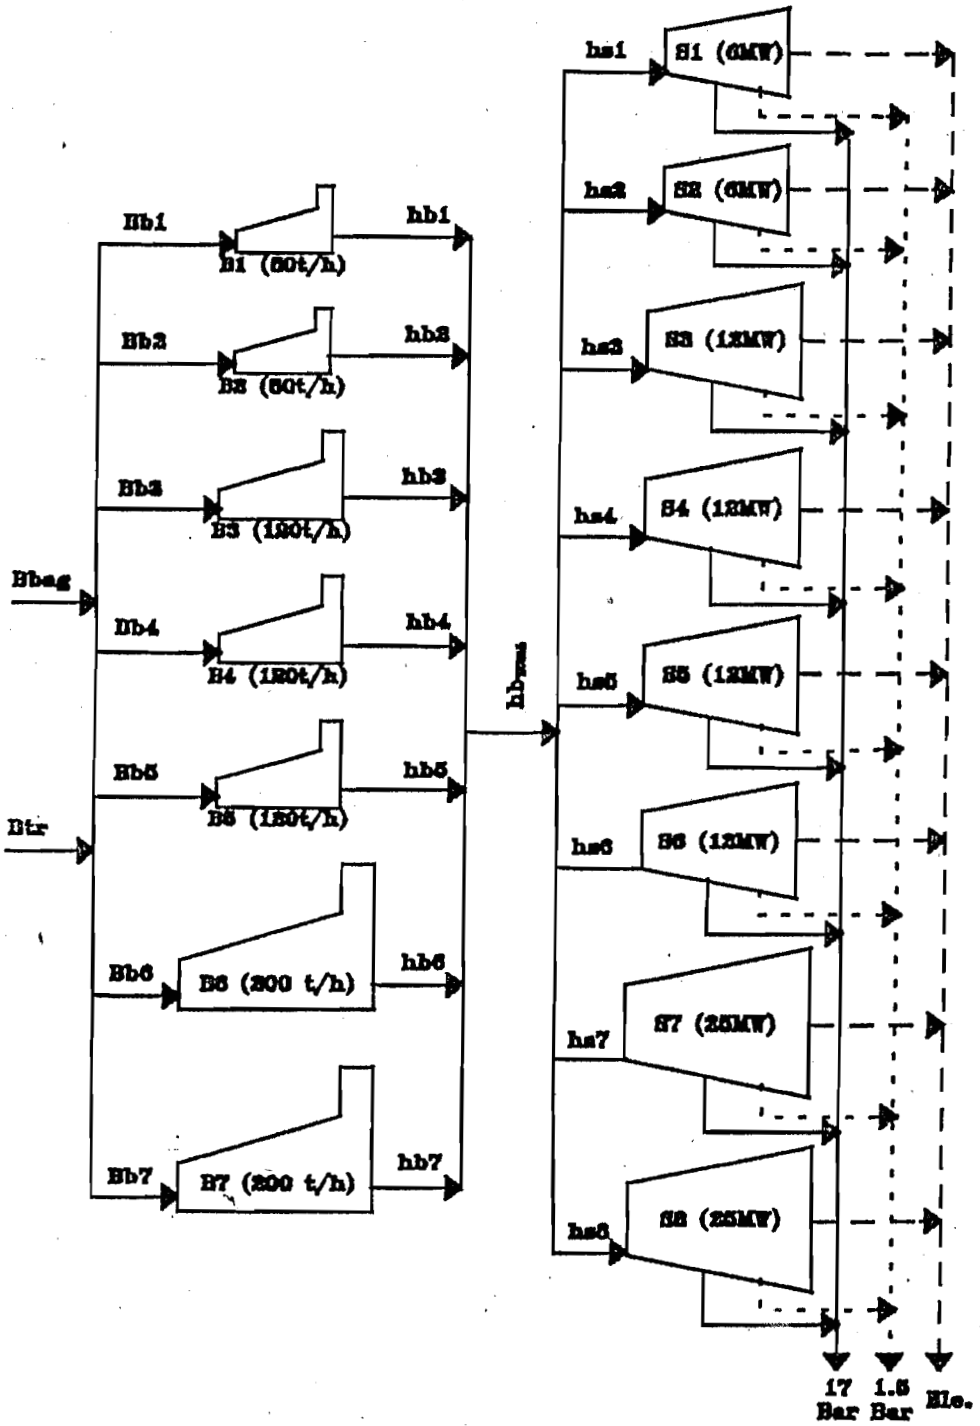 Bbag
Btr
Bb1
B1 (50t/h)
hb1
Bb2
B2 (50t/h)
hb2
Bb3
B3 (120t/h)
hb3
Bb4
B4 (120t/h)
hb4
Bb5
B5 (120t/h)
hb5
Bb6
B6 (200 t/h)
hb6
Bb7
B7 (200 t/h)
hb7
hs1
S1 (6MW)
hs2
S2 (6MW)
hs3
S3 (12MW)
hs4
S4 (12MW)
hs5
S5 (12MW)
hs6
S6 (12MW)
hs7
S7 (25MW)
hs8
S8 (25MW)
17
Bar
1.5
Bar
Ele.